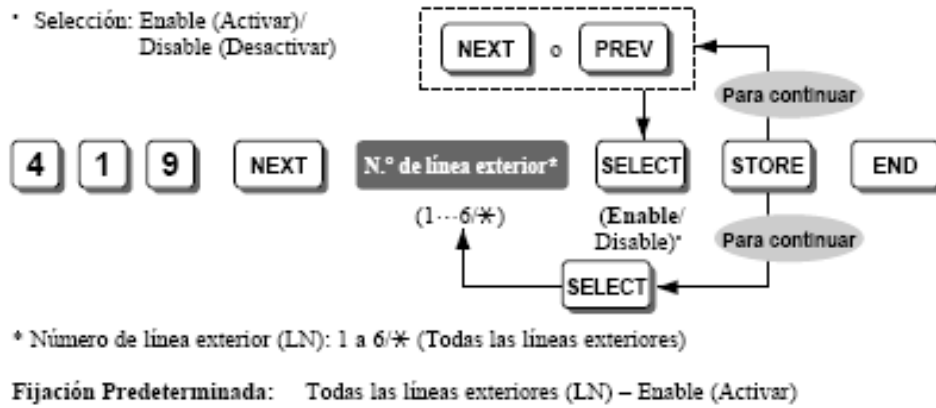 • Selección: Enable (Activar)/
Disable (Desactivar)
NEXT o PREV
Para continuar
4 1 9 NEXT N.º de línea exterior* SELECT STORE END
(1···6/✳) (Enable/
Disable)•
Para continuar
SELECT
* Número de línea exterior (LN): 1 a 6/✳ (Todas las líneas exteriores)
Fijación Predeterminada: Todas las líneas exteriores (LN) – Enable (Activar)